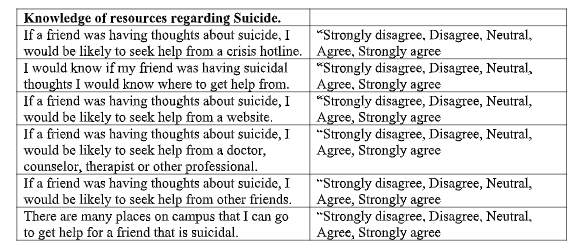 Knowledge of resources regarding Suicide.
If a friend was having thoughts about suicide, I
would be likely to seek help from a crisis hotline.
“Strongly disagree, Disagree, Neutral,
Agree, Strongly agree
I would know if my friend was having suicidal
thoughts I would know where to get help from.
“Strongly disagree, Disagree, Neutral,
Agree, Strongly agree
If a friend was having thoughts about suicide, I
would be likely to seek help from a website.
“Strongly disagree, Disagree, Neutral,
Agree, Strongly agree
If a friend was having thoughts about suicide, I
would be likely to seek help from a doctor,
counselor, therapist or other professional.
“Strongly disagree, Disagree, Neutral,
Agree, Strongly agree
If a friend was having thoughts about suicide, I
would be likely to seek help from other friends.
“Strongly disagree, Disagree, Neutral,
Agree, Strongly agree
There are many places on campus that I can go
to get help for a friend that is suicidal.
“Strongly disagree, Disagree, Neutral,
Agree, Strongly agree